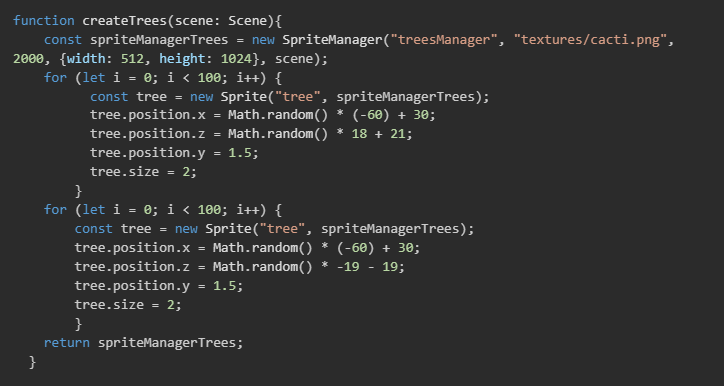 function createTrees(scene: Scene){
const spriteManagerTrees = new SpriteManager("treesManager", "textures/cacti.png",
2000, {width: 512, height: 1024}, scene);
for (let i = 0; i < 100; i++) {
const tree = new Sprite("tree", spriteManagerTrees);
tree.position.x = Math.random() * (-60) + 30;
tree.position.z = Math.random() * 18 + 21;
tree.position.y = 1.5;
tree.size = 2;
}
for (let i = 0; i < 100; i++) {
const tree = new Sprite("tree", spriteManagerTrees);
tree.position.x = Math.random() * (-60) + 30;
tree.position.z = Math.random() * -19 - 19;
tree.position.y = 1.5;
tree.size = 2;
}
return spriteManagerTrees;
}